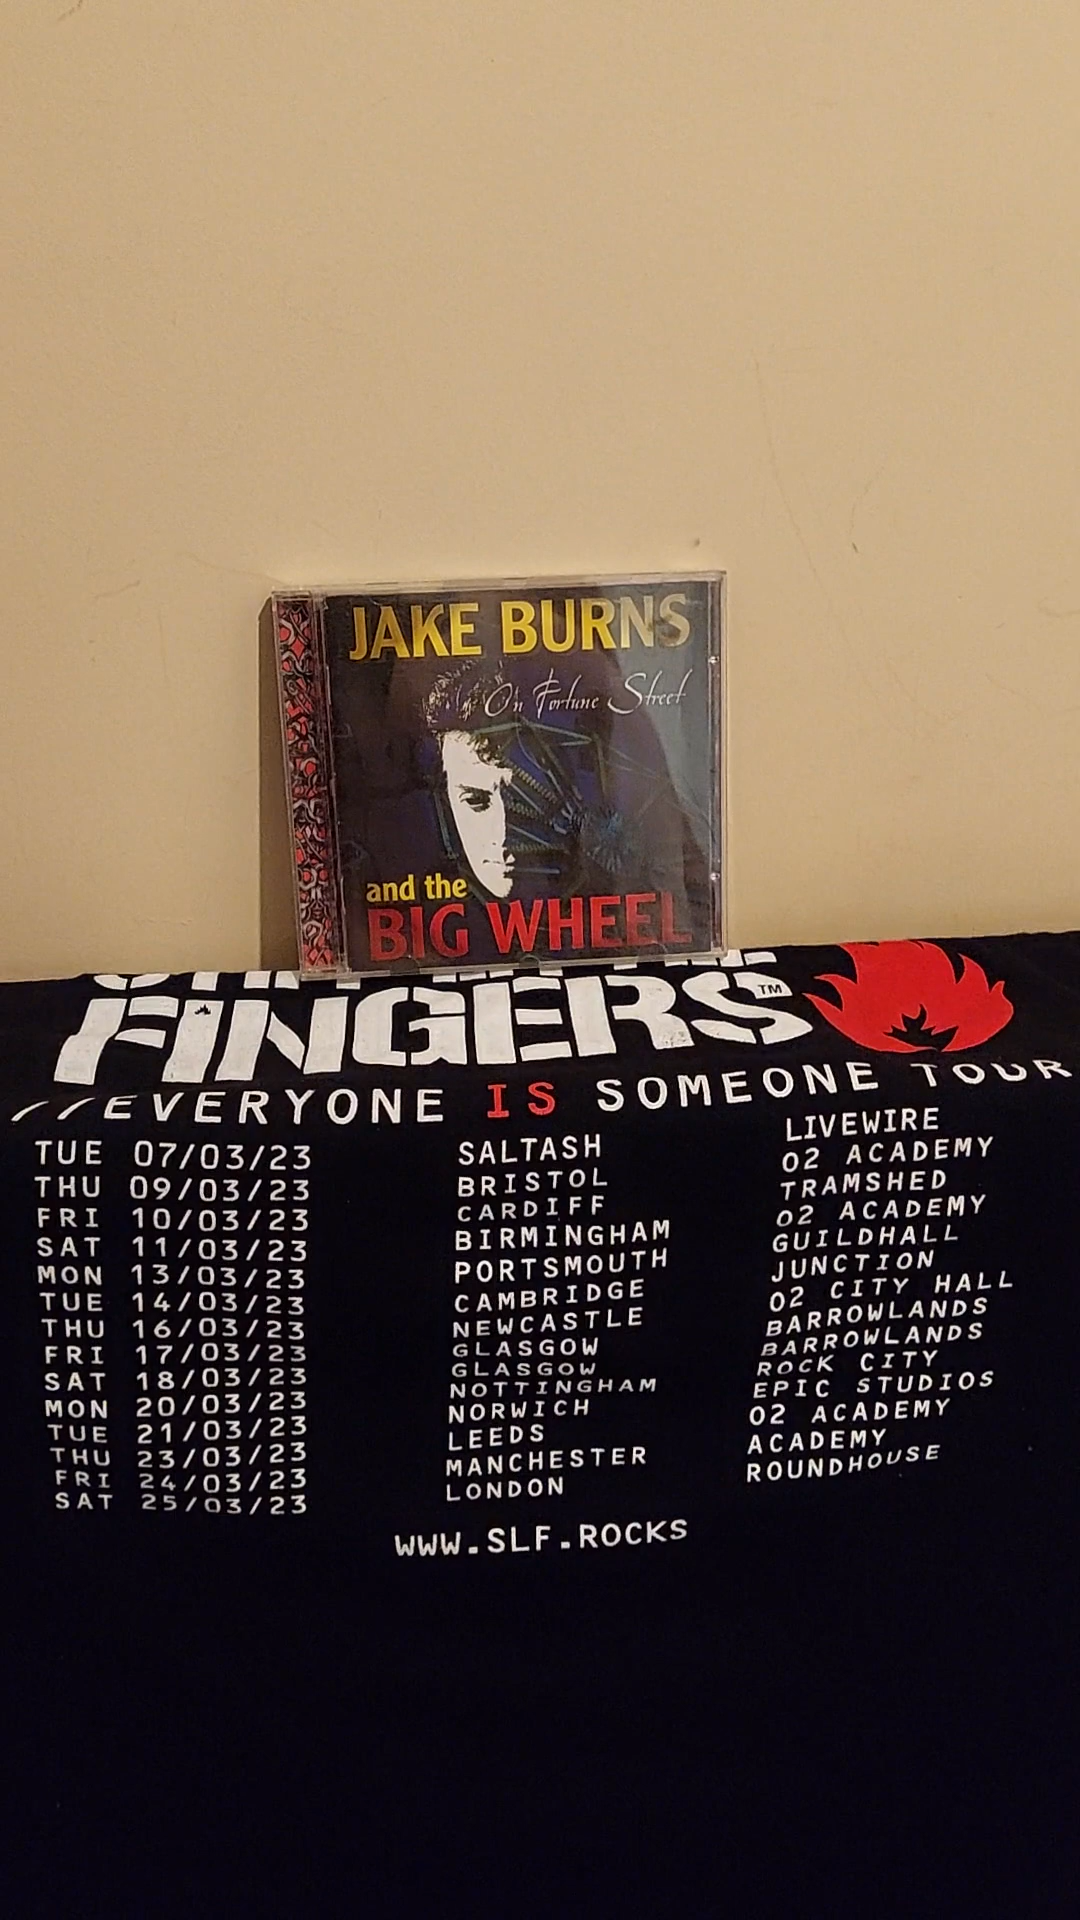 JAKE BURNS
On Fortune Street
and the
BIG WHEEL
FINGERS™
//EVERYONE IS SOMEONE TOUR
TUE 07/03/23 SALTASH LIVEWIRE
THU 09/03/23 BRISTOL O2 ACADEMY
FRI 10/03/23 CARDIFF TRAMSHED
SAT 11/03/23 BIRMINGHAM O2 ACADEMY
MON 13/03/23 PORTSMOUTH GUILDHALL
TUE 14/03/23 CAMBRIDGE JUNCTION
THU 16/03/23 NEWCASTLE O2 CITY HALL
FRI 17/03/23 GLASGOW BARROWLANDS
SAT 18/03/23 GLASGOW BARROWLANDS
MON 20/03/23 NOTTINGHAM ROCK CITY
TUE 21/03/23 NORWICH EPIC STUDIOS
THU 23/03/23 LEEDS O2 ACADEMY
FRI 24/03/23 MANCHESTER ACADEMY
SAT 25/03/23 LONDON ROUNDHOUSE
WWW.SLF.ROCKS